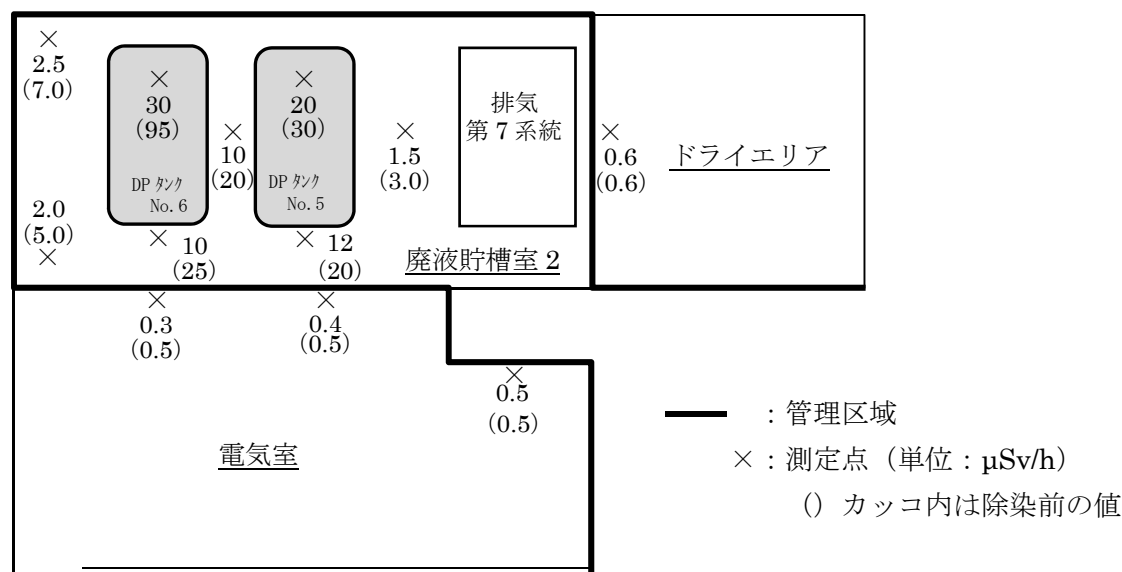 ×
2.5
(7.0)
×
30
(95)
DP タンク
No. 6
×
10
(20)
×
20
(30)
DP タンク
No. 5
×
1.5
(3.0)
排気
第 7 系統
×
0.6
(0.6)
ドライエリア
2.0
(5.0)
×
× 10
(25)
× 12
(20)
廃液貯槽室 2
×
0.3
(0.5)
×
0.4
(0.5)
×
0.5
(0.5)
電気室
：管理区域
×：測定点（単位：μSv/h）
（）カッコ内は除染前の値